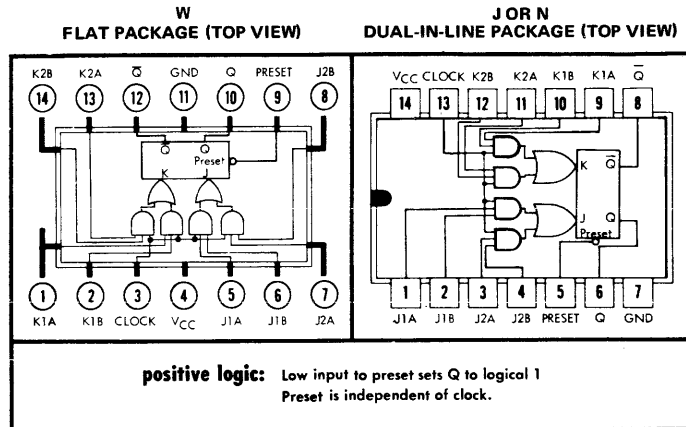 W
FLAT PACKAGE (TOP VIEW)
J OR N
DUAL-IN-LINE PACKAGE (TOP VIEW)
K2B K2A Q̅ GND Q PRESET J2B
14 13 12 11 10 9 8
Q̅ Q
Preset
K J
1 2 3 4 5 6 7
K1A K1B CLOCK VCC J1A J1B J2A
VCC CLOCK K2B K2A K1B K1A Q̅
14 13 12 11 10 9 8
K Q̅
J Q
Preset
1 2 3 4 5 6 7
J1A J1B J2A J2B PRESET Q GND
positive logic: Low input to preset sets Q to logical 1
Preset is independent of clock.